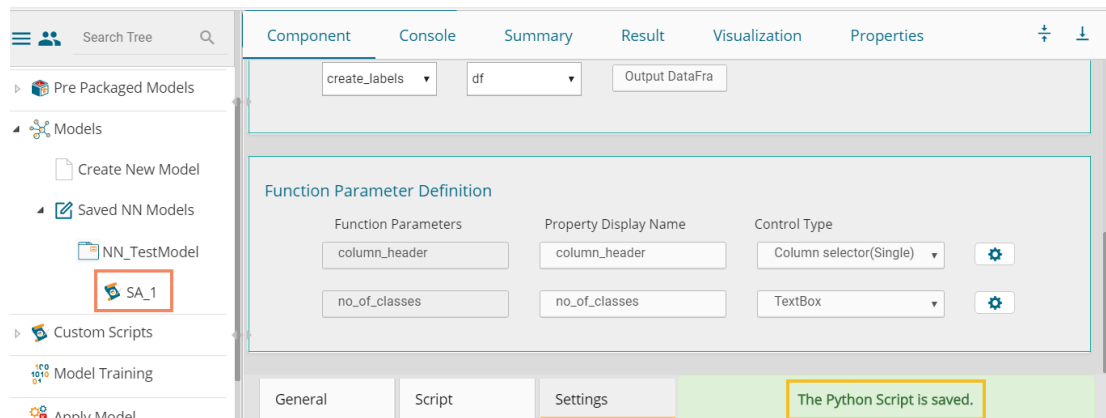 Search Tree
Component Console Summary Result Visualization Properties
create_labels df Output DataFra
Pre Packaged Models
Models
Create New Model
Saved NN Models
NN_TestModel
SA_1
Custom Scripts
Model Training
Apply Model
Function Parameter Definition
Function Parameters Property Display Name Control Type
column_header column_header Column selector(Single)
no_of_classes no_of_classes TextBox
General Script Settings The Python Script is saved.